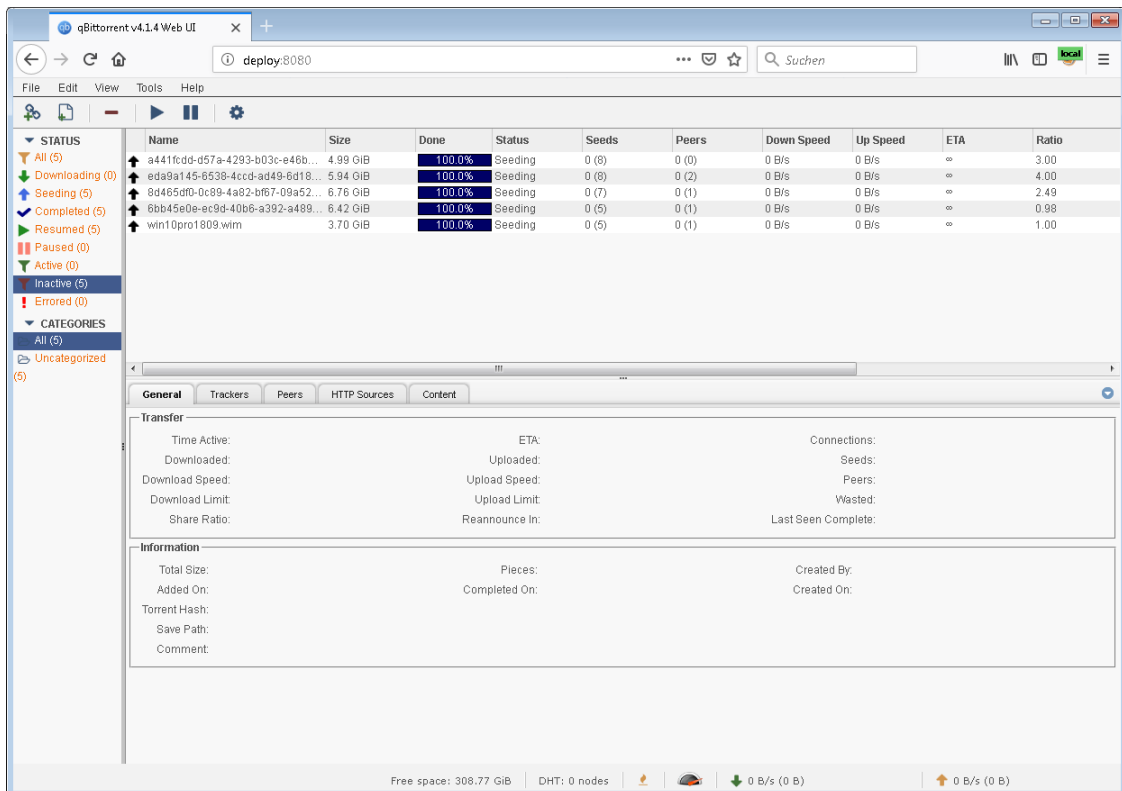 qBittorrent v4.1.4 Web UI
deploy:8080
Suchen
local
File Edit View Tools Help
STATUS
All (5)
Downloading (0)
Seeding (5)
Completed (5)
Resumed (5)
Paused (0)
Active (0)
Inactive (5)
Errored (0)
CATEGORIES
All (5)
Uncategorized
(5)
Name Size Done Status Seeds Peers Down Speed Up Speed ETA Ratio
a441fcdd-d57a-4293-b03c-e46b... 4.99 GiB 100.0% Seeding 0 (8) 0 (0) 0 B/s 0 B/s ∞ 3.00
eda9a145-6538-4ccd-ad49-6d18... 5.94 GiB 100.0% Seeding 0 (8) 0 (2) 0 B/s 0 B/s ∞ 4.00
8d465df0-0c89-4a82-bf67-09a52... 6.76 GiB 100.0% Seeding 0 (7) 0 (1) 0 B/s 0 B/s ∞ 2.49
6bb45e0e-ec9d-40b6-a392-a489... 6.42 GiB 100.0% Seeding 0 (5) 0 (1) 0 B/s 0 B/s ∞ 0.98
win10pro1809.wim 3.70 GiB 100.0% Seeding 0 (5) 0 (1) 0 B/s 0 B/s ∞ 1.00
General Trackers Peers HTTP Sources Content
Transfer
Time Active: ETA: Connections:
Downloaded: Uploaded: Seeds:
Download Speed: Upload Speed: Peers:
Download Limit: Upload Limit: Wasted:
Share Ratio: Reannounce In: Last Seen Complete:
Information
Total Size: Pieces: Created By:
Added On: Completed On: Created On:
Torrent Hash:
Save Path:
Comment:
Free space: 308.77 GiB DHT: 0 nodes 0 B/s (0 B) 0 B/s (0 B)